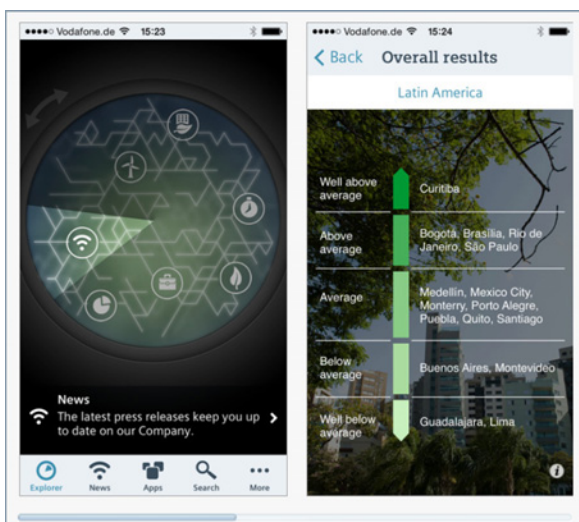 Vodafone.de 15:23
News
The latest press releases keep you up
to date on our Company.
Explorer News Apps Search More
Vodafone.de 15:24
Back Overall results
Latin America
Well above
average
Curitiba
Above
average
Bogotá, Brasília, Rio de
Janeiro, São Paulo
Average
Medellín, Mexico City,
Monterry, Porto Alegre,
Puebla, Quito, Santiago
Below
average
Buenos Aires, Montevideo
Well below
average
Guadalajara, Lima